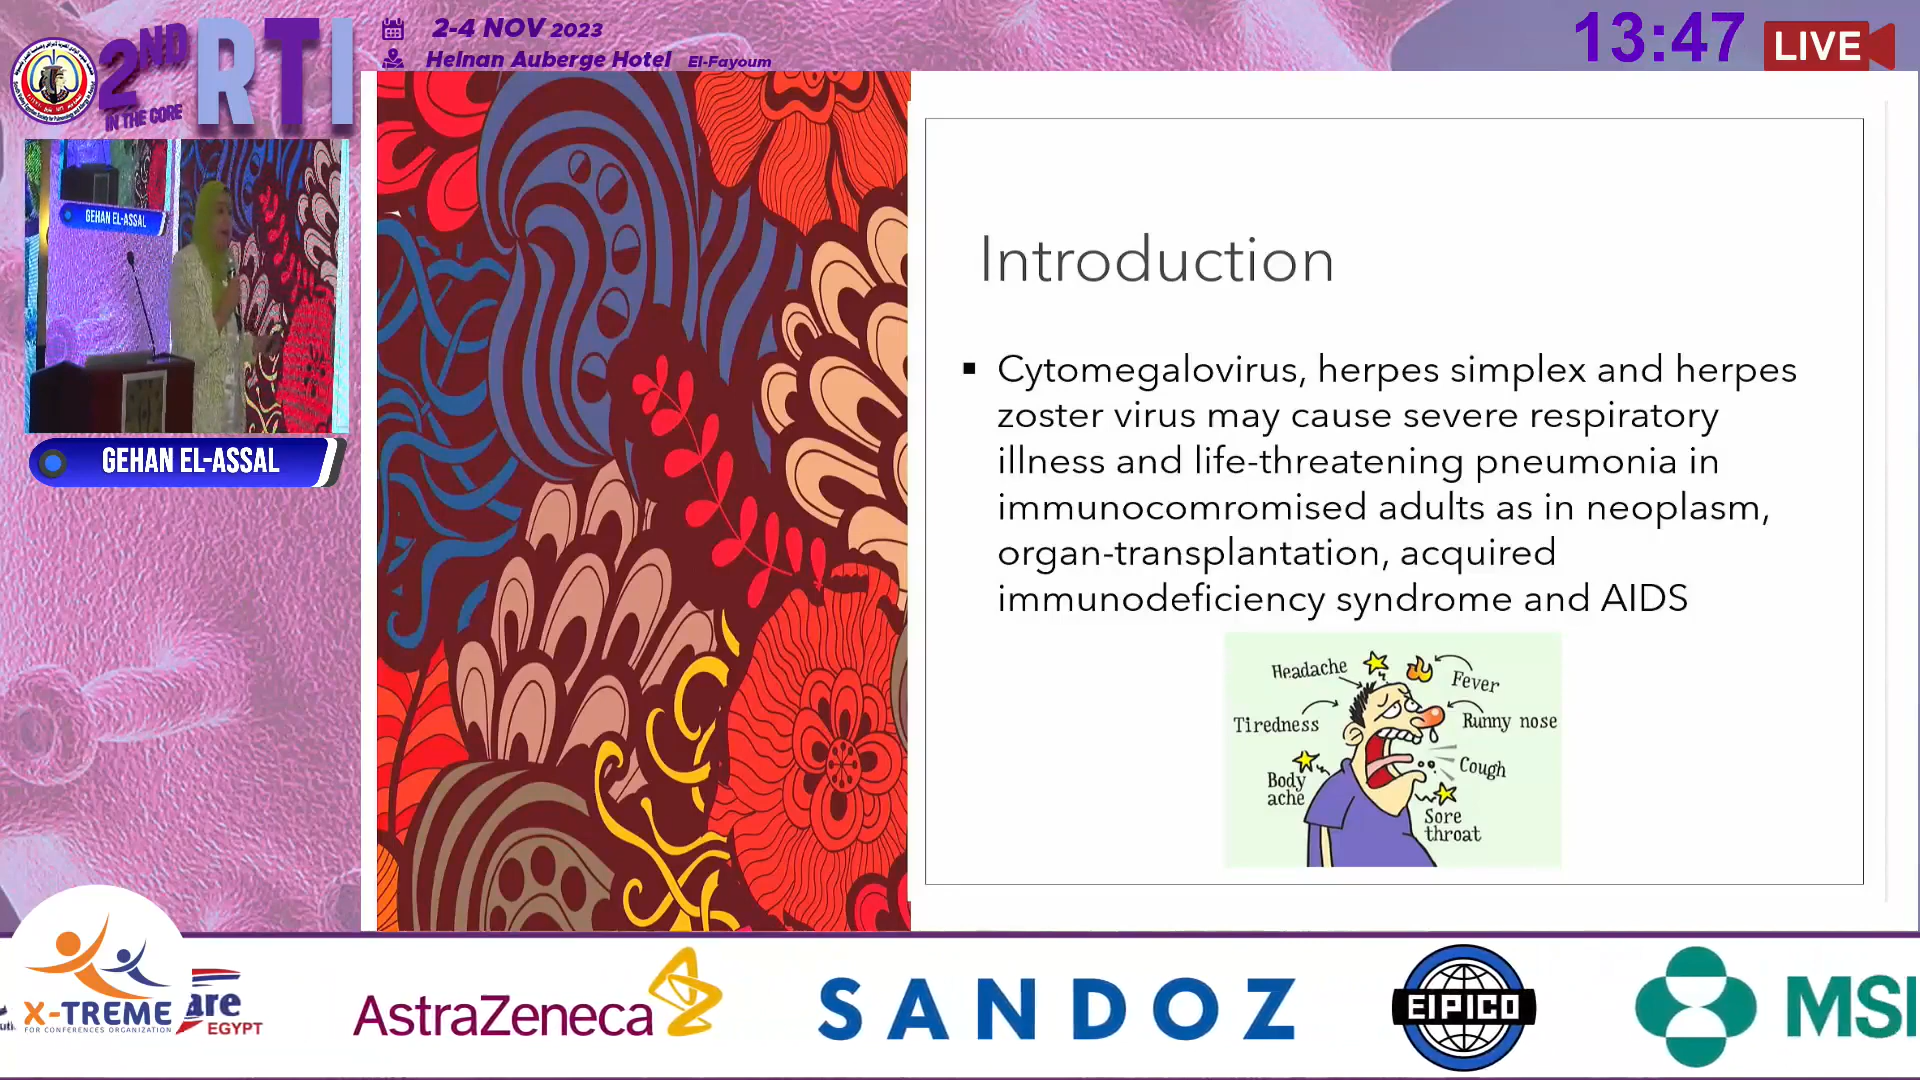 2ND
IN THE CORE
RTI
2-4 NOV 2023
Helnan Auberge Hotel El-Fayoum
13:47
LIVE
GEHAN EL-ASSAL
GEHAN EL-ASSAL
Introduction
▪ Cytomegalovirus, herpes simplex and herpes
zoster virus may cause severe respiratory
illness and life-threatening pneumonia in
immunocomromised adults as in neoplasm,
organ-transplantation, acquired
immunodeficiency syndrome and AIDS
Headache
Fever
Tiredness
Runny nose
Cough
Body
ache
Sore
throat
X-TREME
FOR CONFERENCES ORGANIZATION
are
EGYPT
AstraZeneca
SANDOZ
EIPICO
MS